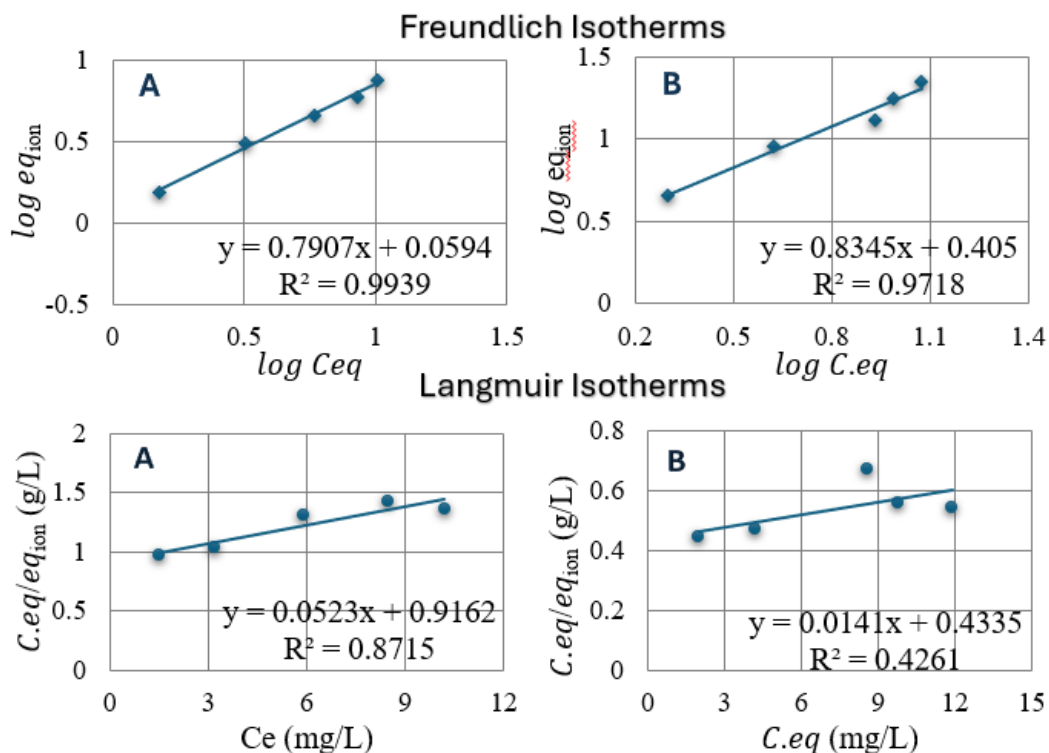 Freundlich Isotherms
A
1
0.5
0
-0.5
log eqion
y = 0.7907x + 0.0594
R² = 0.9939
0
0.5
1
1.5
log Ceq
B
1.5
1
0.5
0
log eqion
y = 0.8345x + 0.405
R² = 0.9718
0.2
0.5
0.8
1.1
1.4
log C.eq
Langmuir Isotherms
A
2
1.5
1
0.5
0
C.eq/eqion (g/L)
y = 0.0523x + 0.9162
R² = 0.8715
0
3
6
9
12
Ce (mg/L)
B
0.8
0.6
0.4
0.2
0
C.eq/eqion (g/L)
y = 0.0141x + 0.4335
R² = 0.4261
0
3
6
9
12
15
C.eq (mg/L)